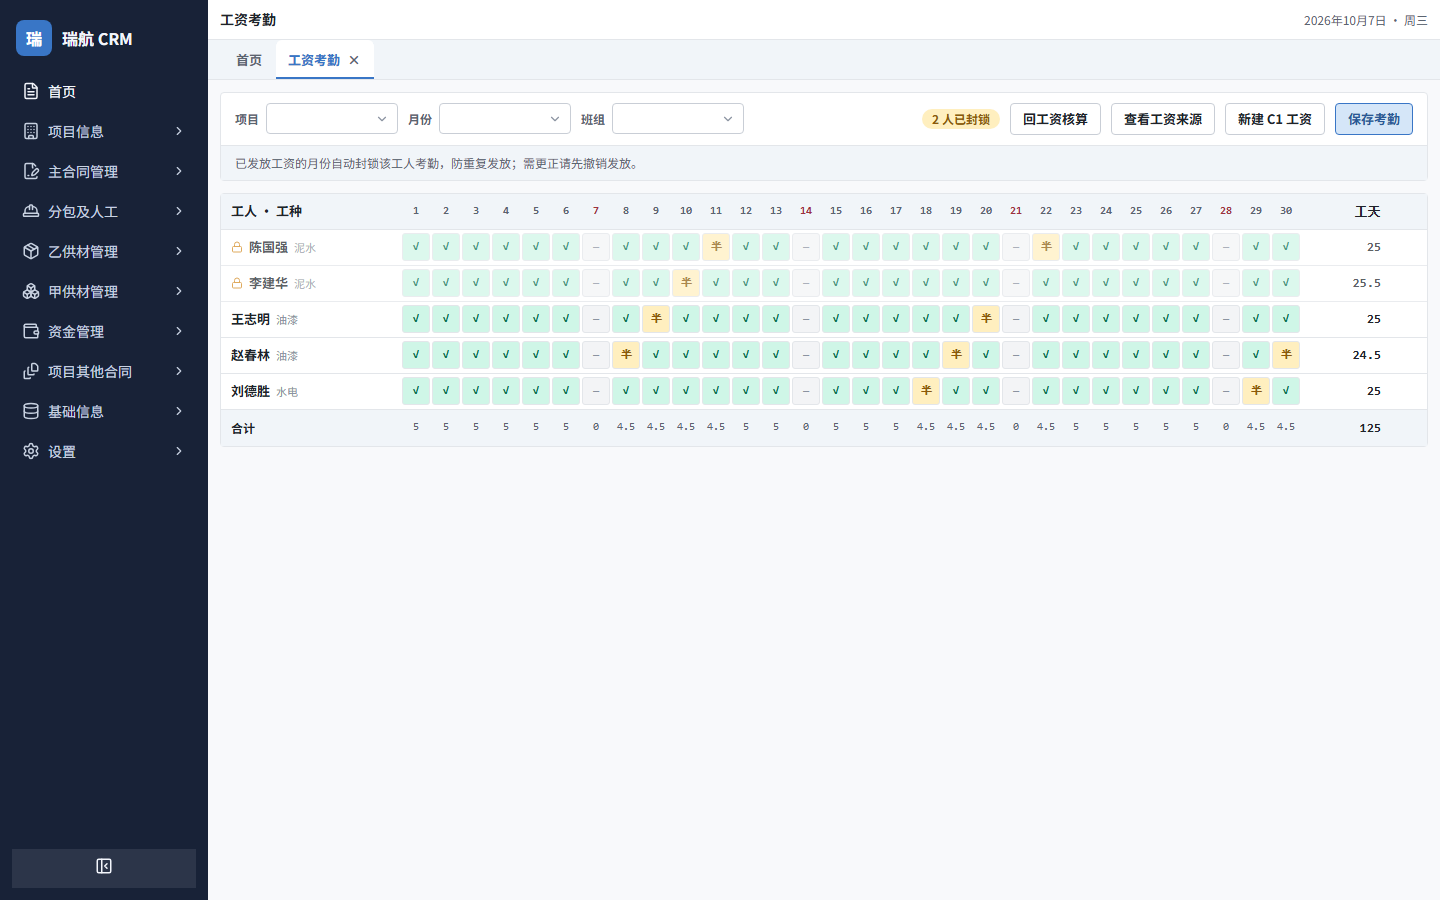 瑞 瑞航 CRM
首页
项目信息
主合同管理
分包及人工
乙供材管理
甲供材管理
资金管理
项目其他合同
基础信息
设置
工资考勤 2026年10月7日 · 周三
首页 工资考勤
项目 月份 班组 2 人已封锁 回工资核算 查看工资来源 新建 C1 工资 保存考勤
已发放工资的月份自动封锁该工人考勤，防重复发放；需更正请先撤销发放。
工人 · 工种 1 2 3 4 5 6 7 8 9 10 11 12 13 14 15 16 17 18 19 20 21 22 23 24 25 26 27 28 29 30 工天
陈国强 泥水 √ √ √ √ √ √ — √ √ √ 半 √ √ — √ √ √ √ √ √ — 半 √ √ √ √ √ — √ √ 25
李建华 泥水 √ √ √ √ √ √ — √ √ 半 √ √ √ — √ √ √ √ √ √ — √ √ √ √ √ √ — √ √ 25.5
王志明 油漆 √ √ √ √ √ √ — √ 半 √ √ √ √ — √ √ √ √ √ 半 — √ √ √ √ √ √ — √ √ 25
赵春林 油漆 √ √ √ √ √ √ — 半 √ √ √ √ √ — √ √ √ √ 半 √ — √ √ √ √ √ √ — √ 半 24.5
刘德胜 水电 √ √ √ √ √ √ — √ √ √ √ √ √ — √ √ √ 半 √ √ — √ √ √ √ √ √ — 半 √ 25
合计 5 5 5 5 5 5 0 4.5 4.5 4.5 4.5 5 5 0 5 5 5 4.5 4.5 4.5 0 4.5 5 5 5 5 5 0 4.5 4.5 125